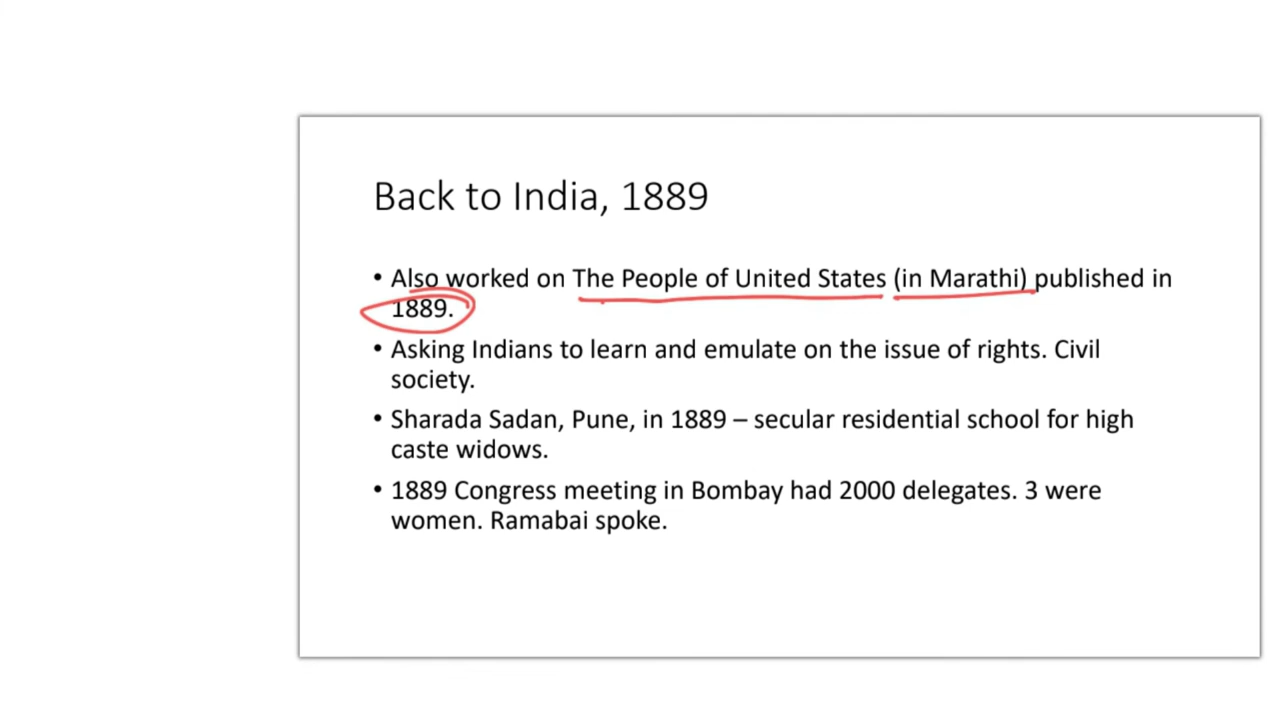 Back to India, 1889
• Also worked on The People of United States (in Marathi) published in
1889.
• Asking Indians to learn and emulate on the issue of rights. Civil
society.
• Sharada Sadan, Pune, in 1889 – secular residential school for high
caste widows.
• 1889 Congress meeting in Bombay had 2000 delegates. 3 were
women. Ramabai spoke.